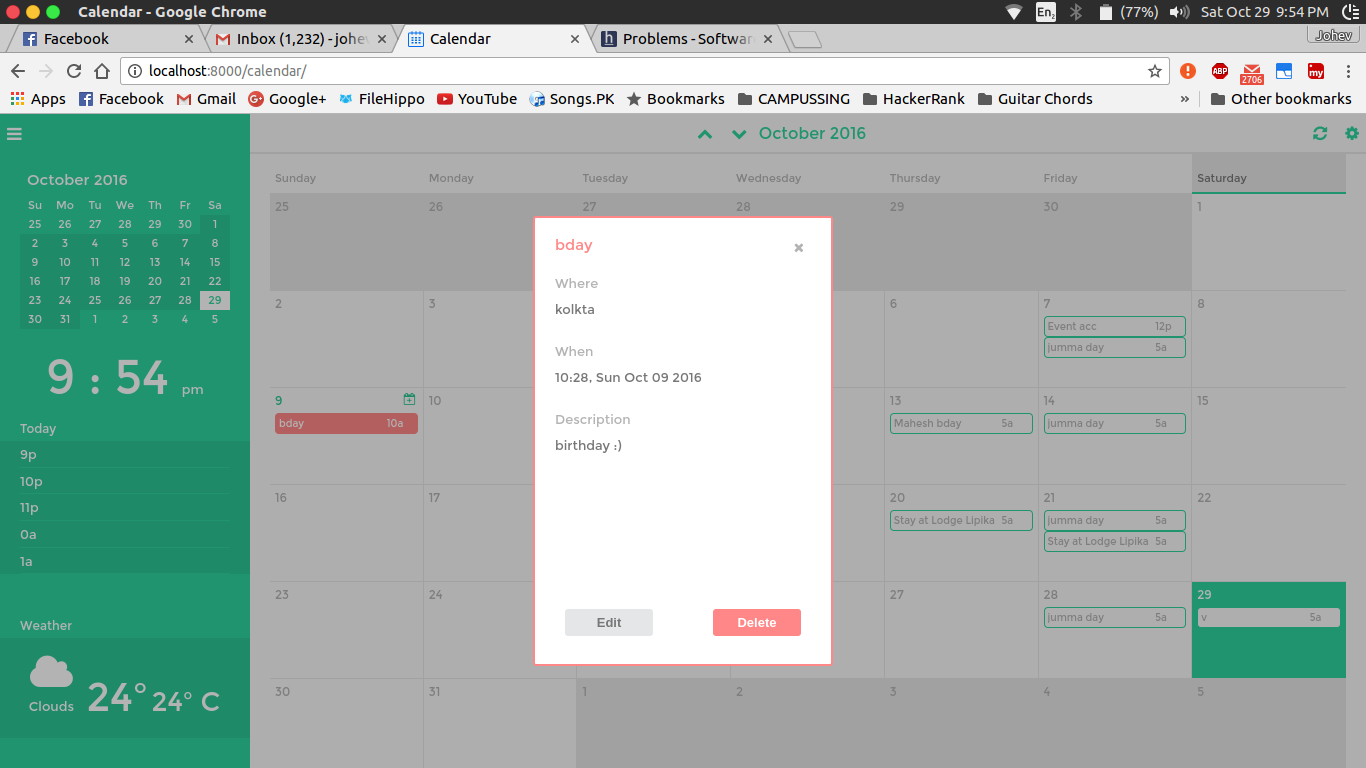 Calendar - Google Chrome
En2 (77%) Sat Oct 29 9:54 PM
Facebook Inbox (1,232) - johe Calendar Problems - Softwar Johev
localhost:8000/calendar/ ABP 2706 my
Apps Facebook Gmail Google+ FileHippo YouTube Songs.PK Bookmarks CAMPUSSING HackerRank Guitar Chords » Other bookmarks
October 2016
Su Mo Tu We Th Fr Sa
25 26 27 28 29 30 1
2 3 4 5 6 7 8
9 10 11 12 13 14 15
16 17 18 19 20 21 22
23 24 25 26 27 28 29
30 31 1 2 3 4 5
9 : 54 pm
Today
9p
10p
11p
0a
1a
Weather
Clouds 24° 24° C
October 2016
Sunday Monday Tuesday Wednesday Thursday Friday Saturday
25 26 27 28 29 30 1
2 3 6 7 8
Event acc 12p
jumma day 5a
9 10 13 14 15
bday 10a Mahesh bday 5a jumma day 5a
16 17 20 21 22
Stay at Lodge Lipika 5a jumma day 5a
Stay at Lodge Lipika 5a
23 24 27 28 29
jumma day 5a v 5a
30 31 1 2 3 4 5
bday
Where
kolkta
When
10:28, Sun Oct 09 2016
Description
birthday :)
Edit Delete